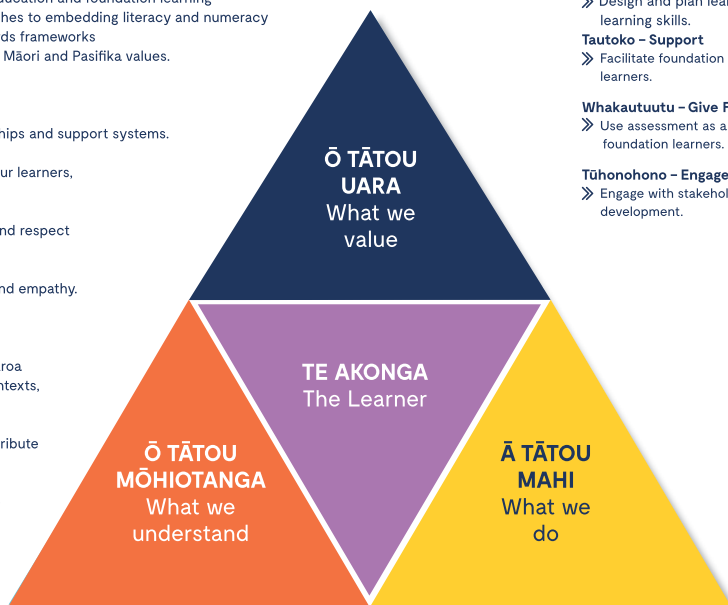 ducation and foundation learning
hes to embedding literacy and numeracy
ds frameworks
Māori and Pasifika values.
hips and support systems.
ur learners,
nd respect
nd empathy.
roa
ntexts,
ribute
Ō TĀTOU
UARA
What we
value
TE AKONGA
The Learner
Ō TĀTOU
MŌHIOTANGA
What we
understand
Ā TĀTOU
MAHI
What we
do
Design and plan lear
learning skills.
Tautoko – Support
Facilitate foundation
learners.
Whakautuutu – Give F
Use assessment as a
foundation learners.
Tūhonohono – Engage
Engage with stakehol
development.